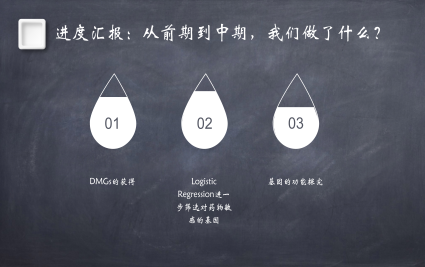 进度汇报：从前期到中期，我们做了什么？
01
02
03
DMGs的获得
Logistic
Regression进一
步筛选对药物敏
感的基因
基因的功能探究